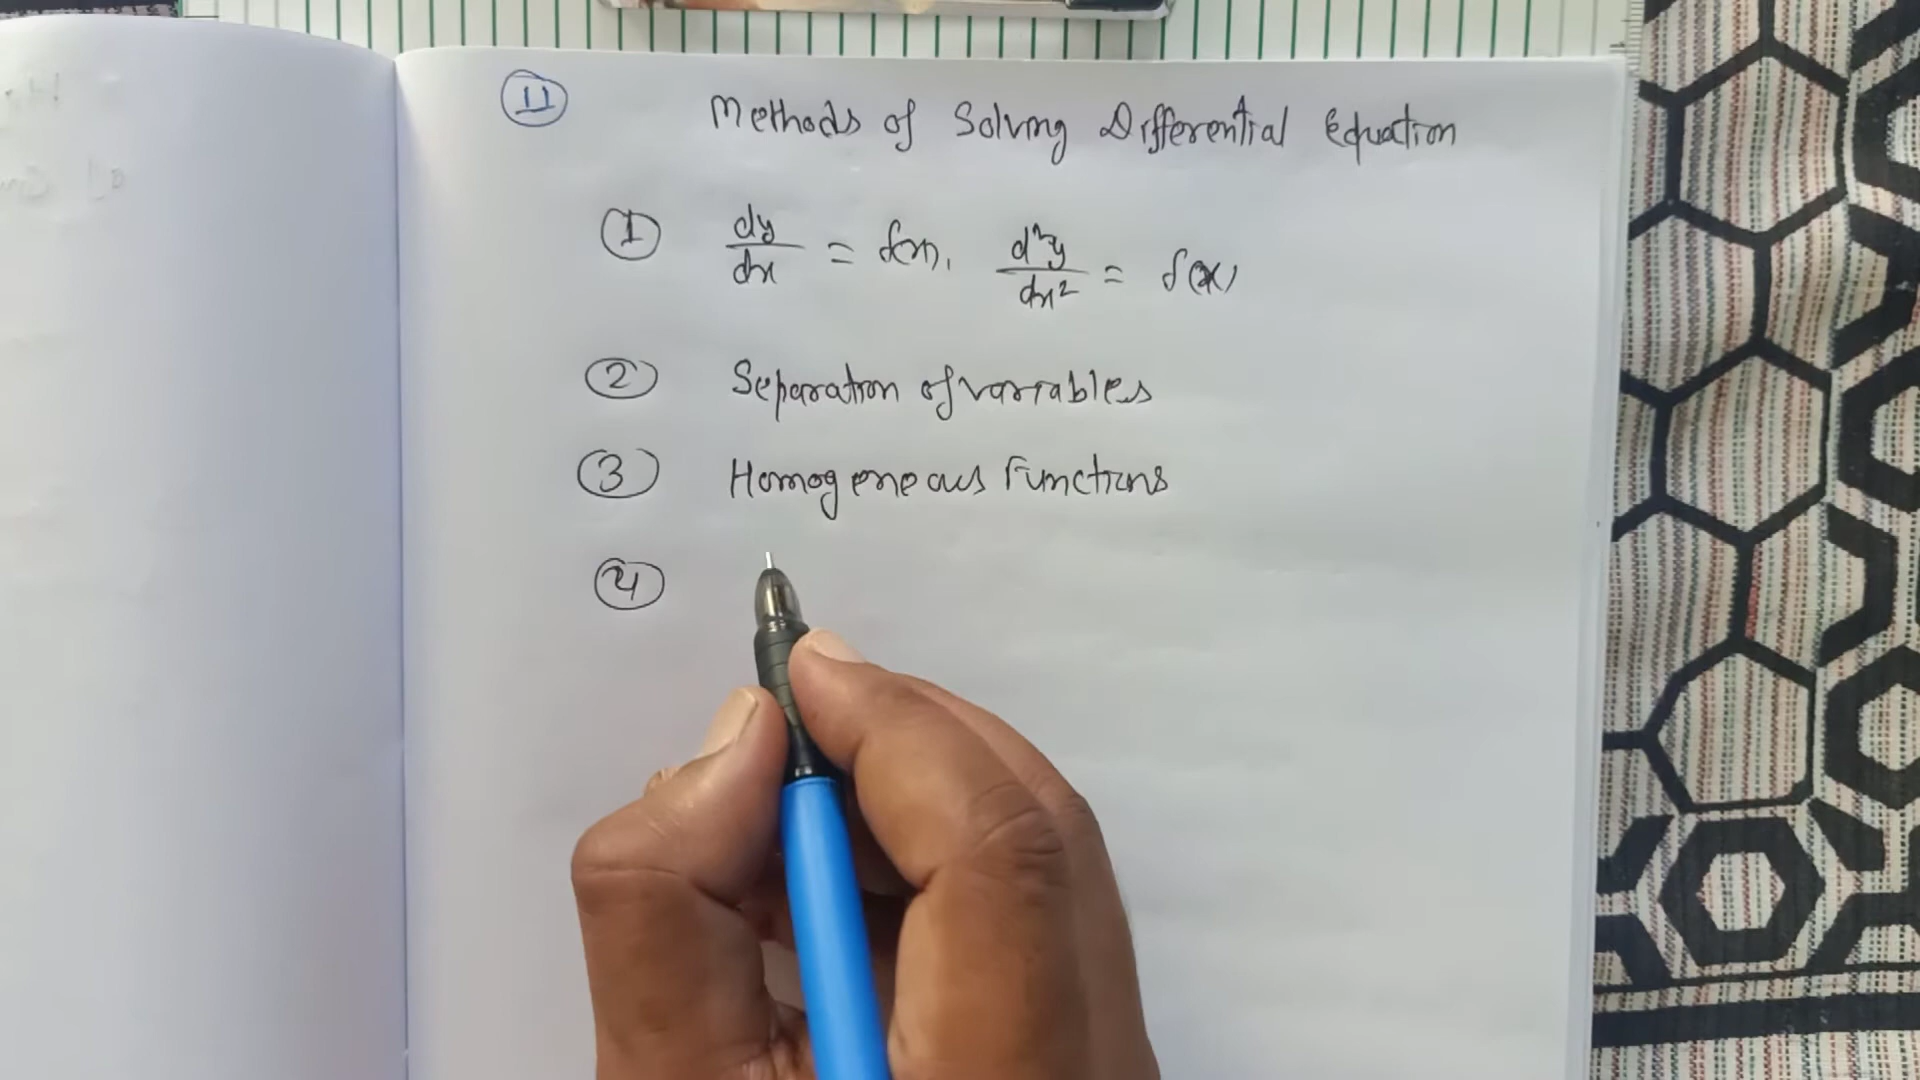 11 Methods of Solving Differential Equation
1 dy/dx = f(x), d²y/dx² = f(x)
2 Separation of variables
3 Homogeneous Functions
4